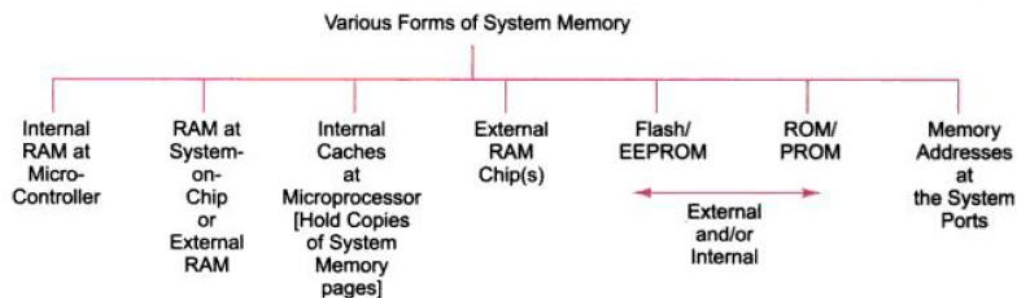 Various Forms of System Memory
Internal
RAM at
Micro-
Controller
RAM at
System-
on-
Chip
or
External
RAM
Internal
Caches
at
Microprocessor
[Hold Copies
of System
Memory
pages]
External
RAM
Chip(s)
Flash/
EEPROM
ROM/
PROM
External
and/or
Internal
Memory
Addresses
at
the System
Ports